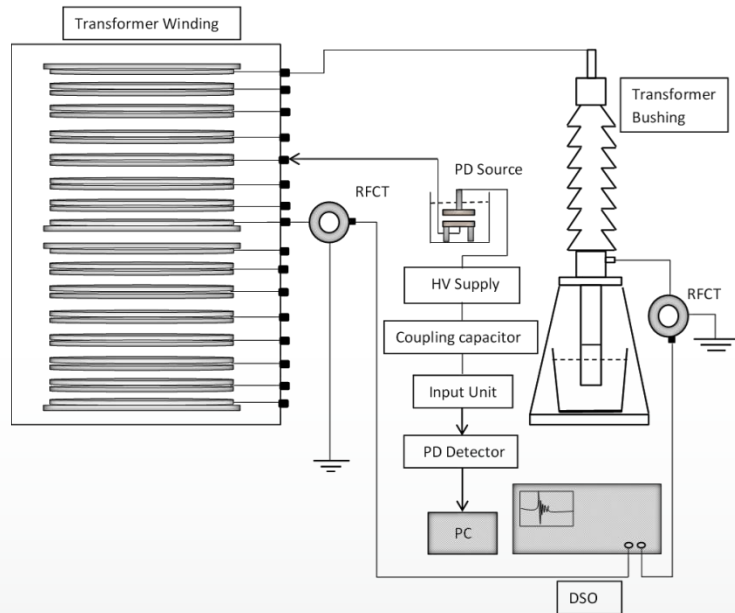 Transformer Winding
Transformer
Bushing
PD Source
RFCT
HV Supply
RFCT
Coupling capacitor
Input Unit
PD Detector
PC
DSO